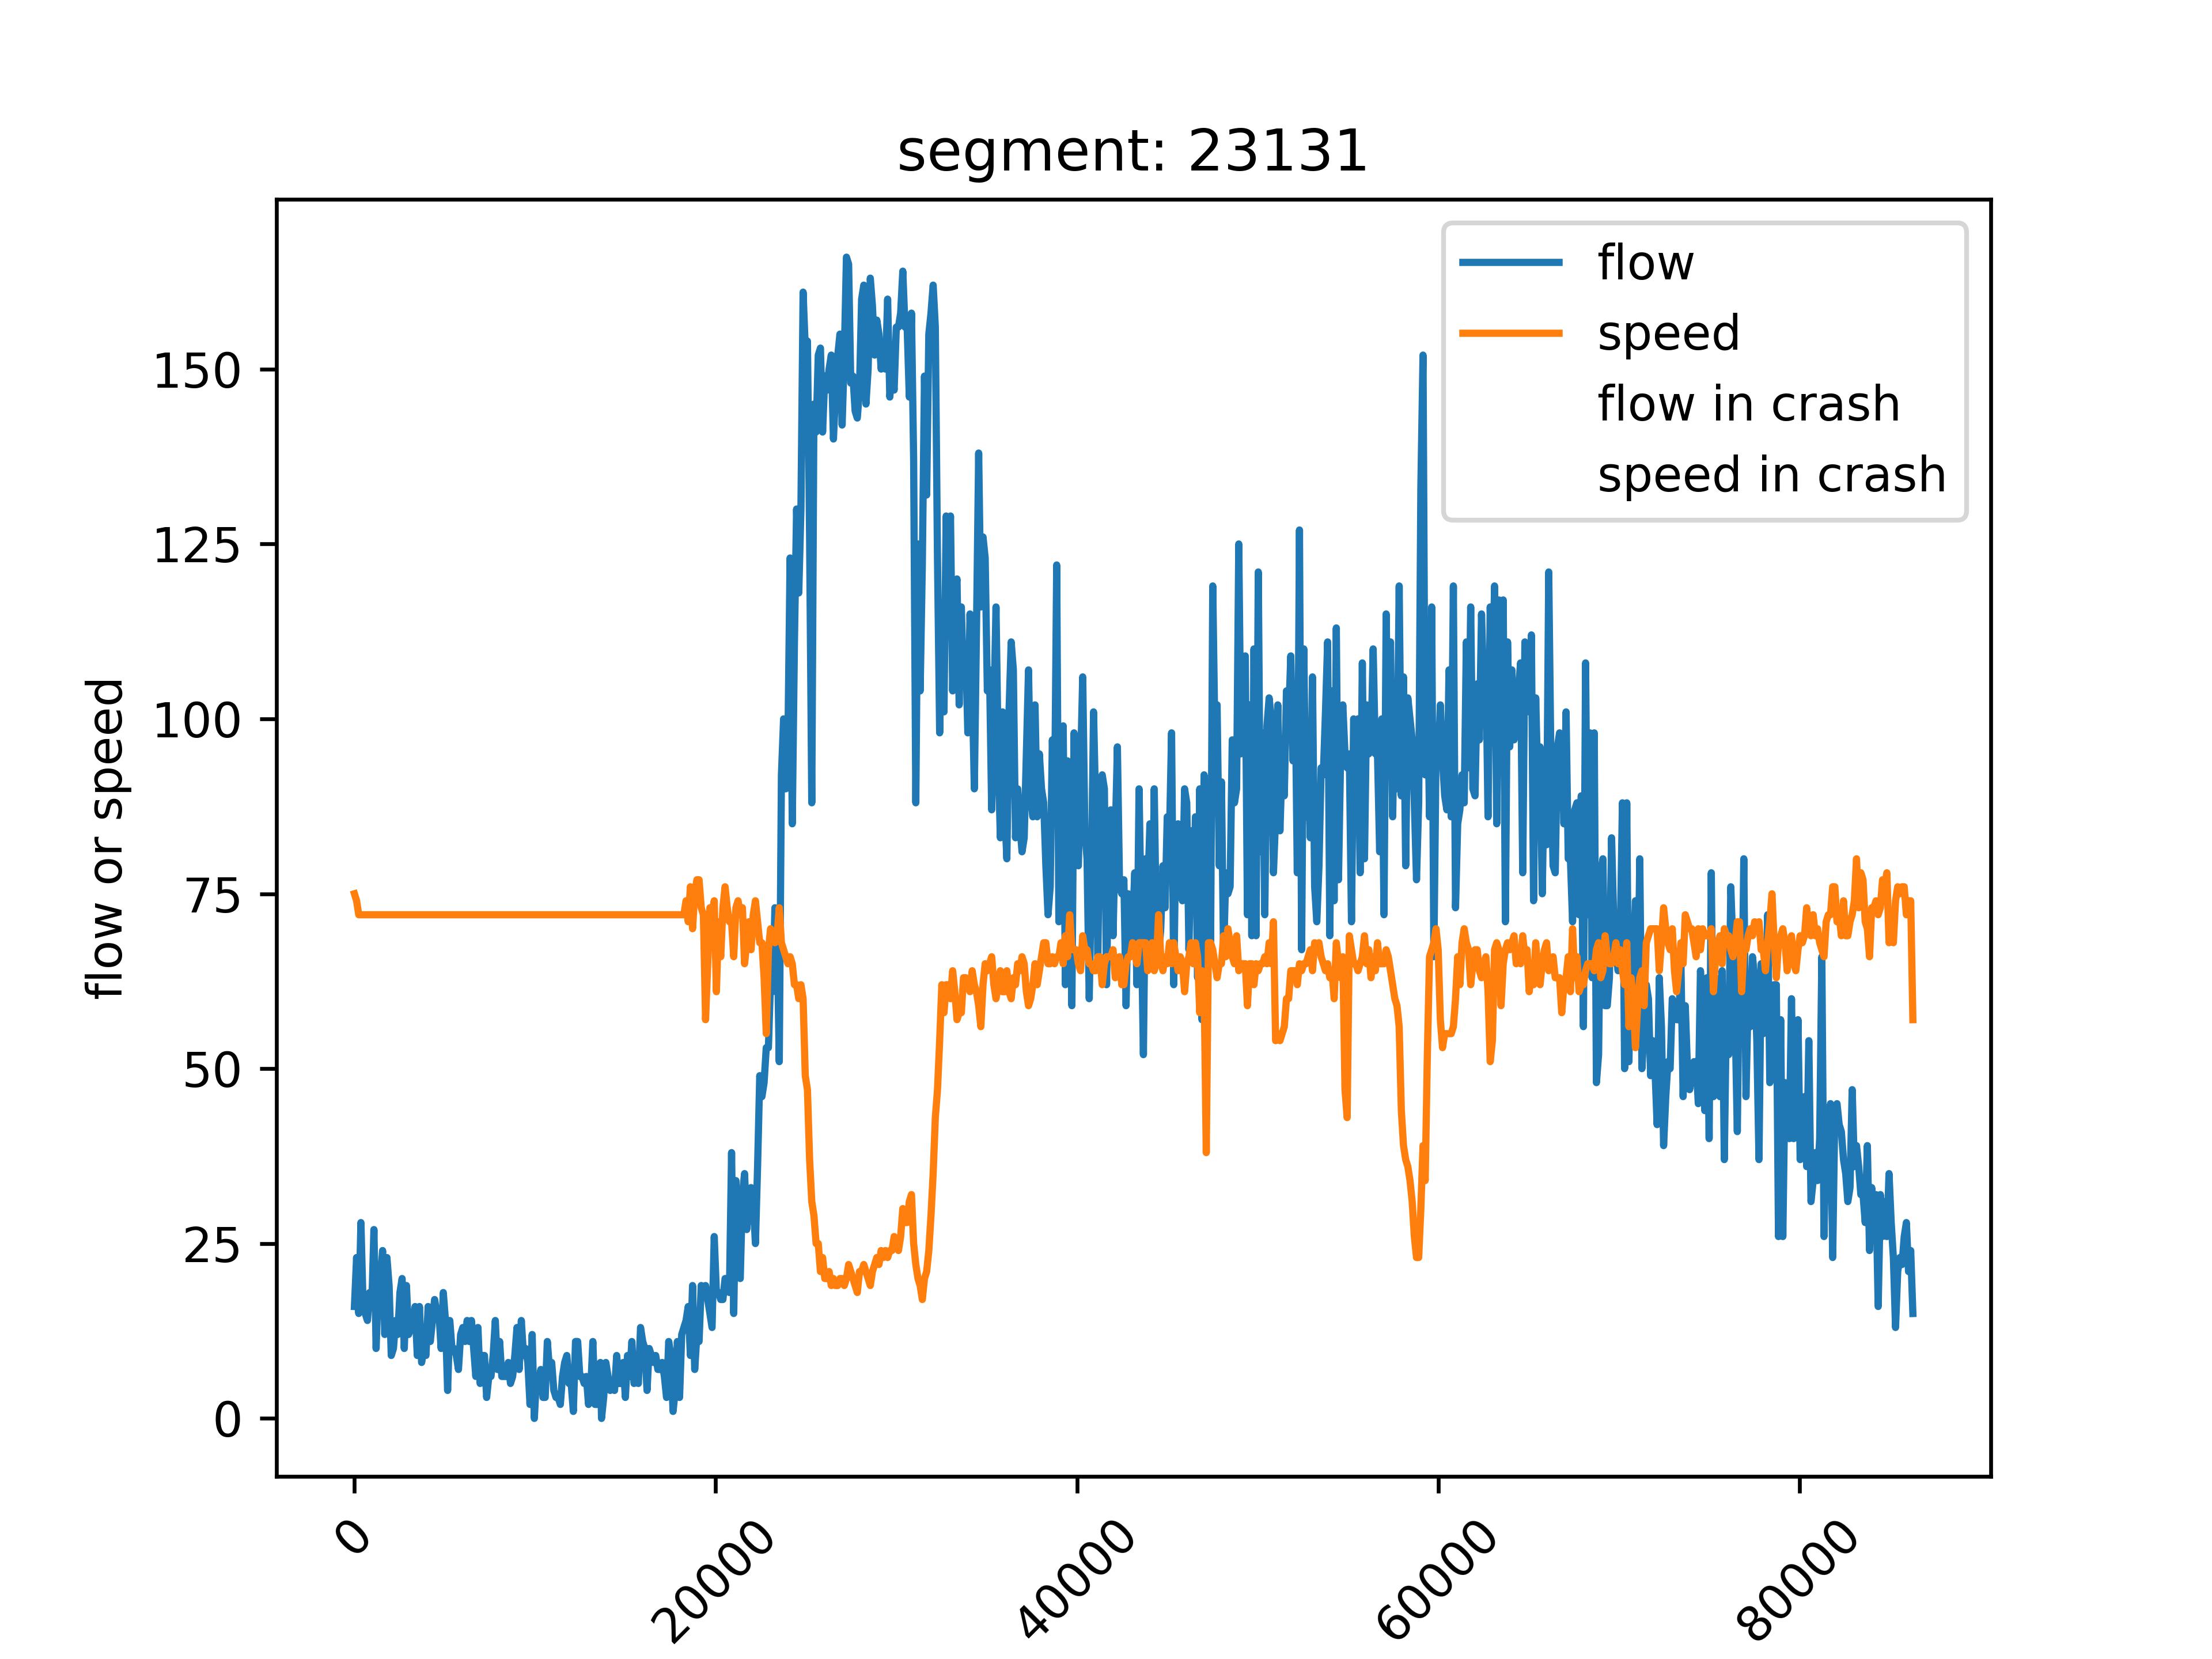 segment: 23131
flow
speed
flow in crash
speed in crash
flow or speed
150
125
100
75
50
25
0
0
20000
40000
60000
80000